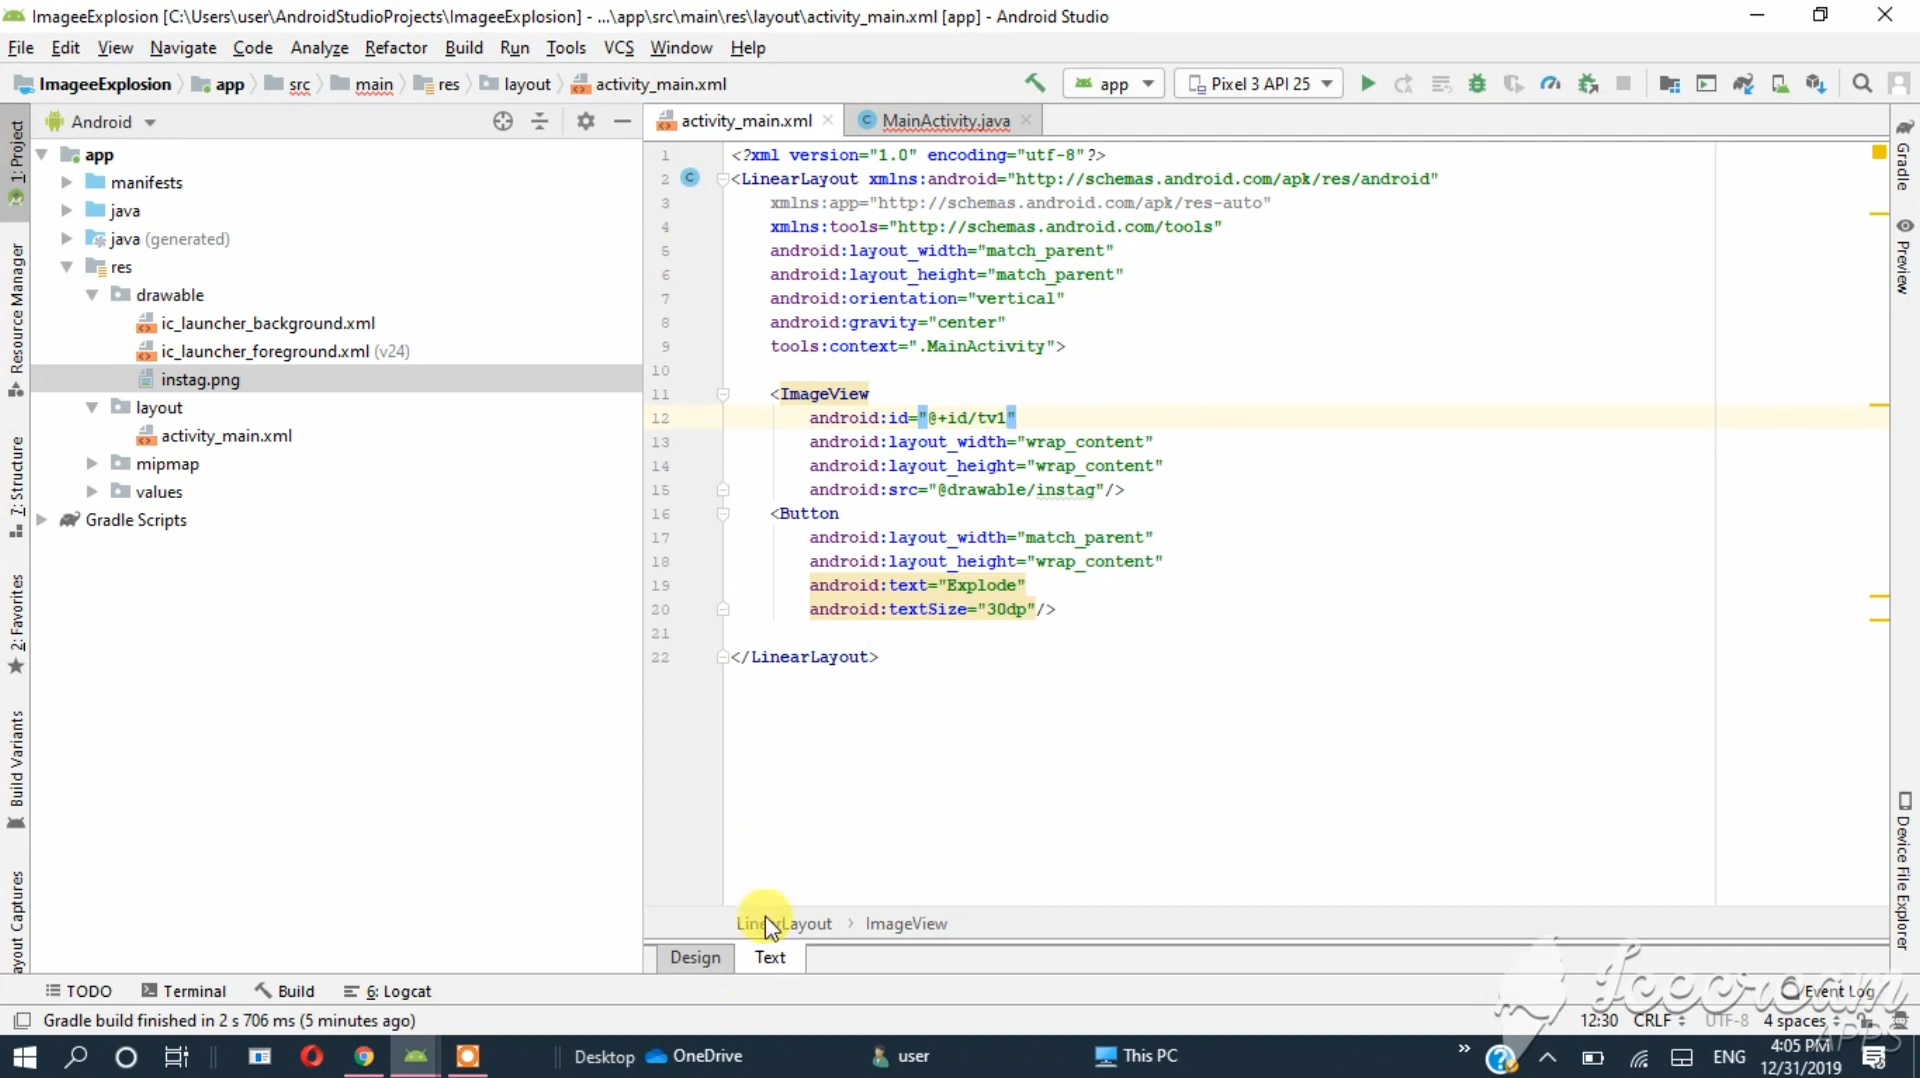 ImageeExplosion [C:\Users\user\AndroidStudioProjects\ImageeExplosion] - ...\app\src\main\res\layout\activity_main.xml [app] - Android Studio
File Edit View Navigate Code Analyze Refactor Build Run Tools VCS Window Help
ImageeExplosion app src main res layout activity_main.xml app Pixel 3 API 25
Android
activity_main.xml MainActivity.java
1: Project
Resource Manager
7: Structure
2: Favorites
Build Variants
ayout Captures
app
manifests
java
java (generated)
res
drawable
ic_launcher_background.xml
ic_launcher_foreground.xml (v24)
instag.png
layout
activity_main.xml
mipmap
values
Gradle Scripts
1 <?xml version="1.0" encoding="utf-8"?>
2 <LinearLayout xmlns:android="http://schemas.android.com/apk/res/android"
3 xmlns:app="http://schemas.android.com/apk/res-auto"
4 xmlns:tools="http://schemas.android.com/tools"
5 android:layout_width="match_parent"
6 android:layout_height="match_parent"
7 android:orientation="vertical"
8 android:gravity="center"
9 tools:context=".MainActivity">
10
11 <ImageView
12 android:id="@+id/tv1"
13 android:layout_width="wrap_content"
14 android:layout_height="wrap_content"
15 android:src="@drawable/instag"/>
16 <Button
17 android:layout_width="match_parent"
18 android:layout_height="wrap_content"
19 android:text="Explode"
20 android:textSize="30dp"/>
21
22 </LinearLayout>
Gradle
Preview
Device File Explorer
LinearLayout › ImageView
Design Text
TODO Terminal Build 6: Logcat Event Log
Gradle build finished in 2 s 706 ms (5 minutes ago) 12:30 CRLF UTF-8 4 spaces
Icecream
APPS
Desktop OneDrive user This PC ENG 4:05 PM
12/31/2019